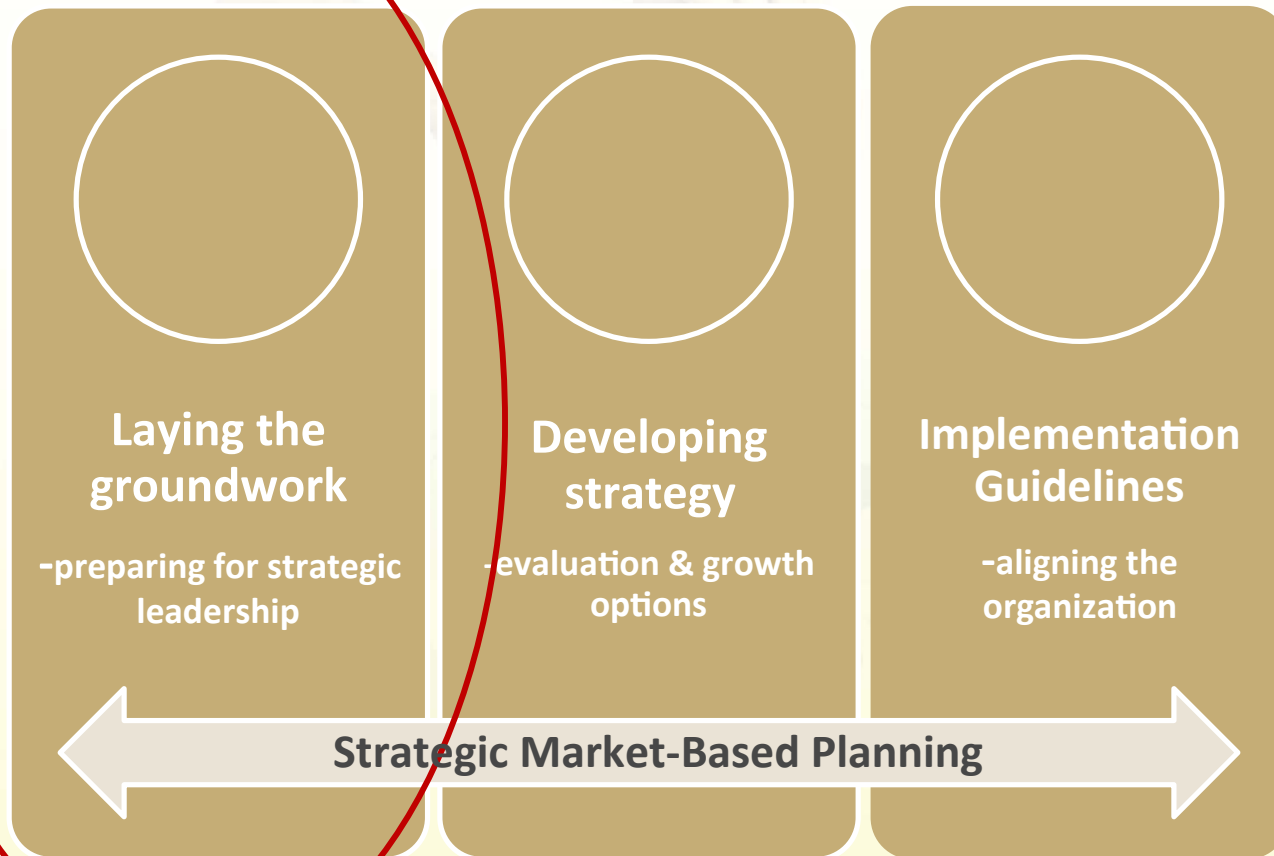 Laying the
groundwork
-preparing for strategic
leadership
Developing
strategy
-evaluation & growth
options
Implementation
Guidelines
-aligning the
organization
Strategic Market-Based Planning